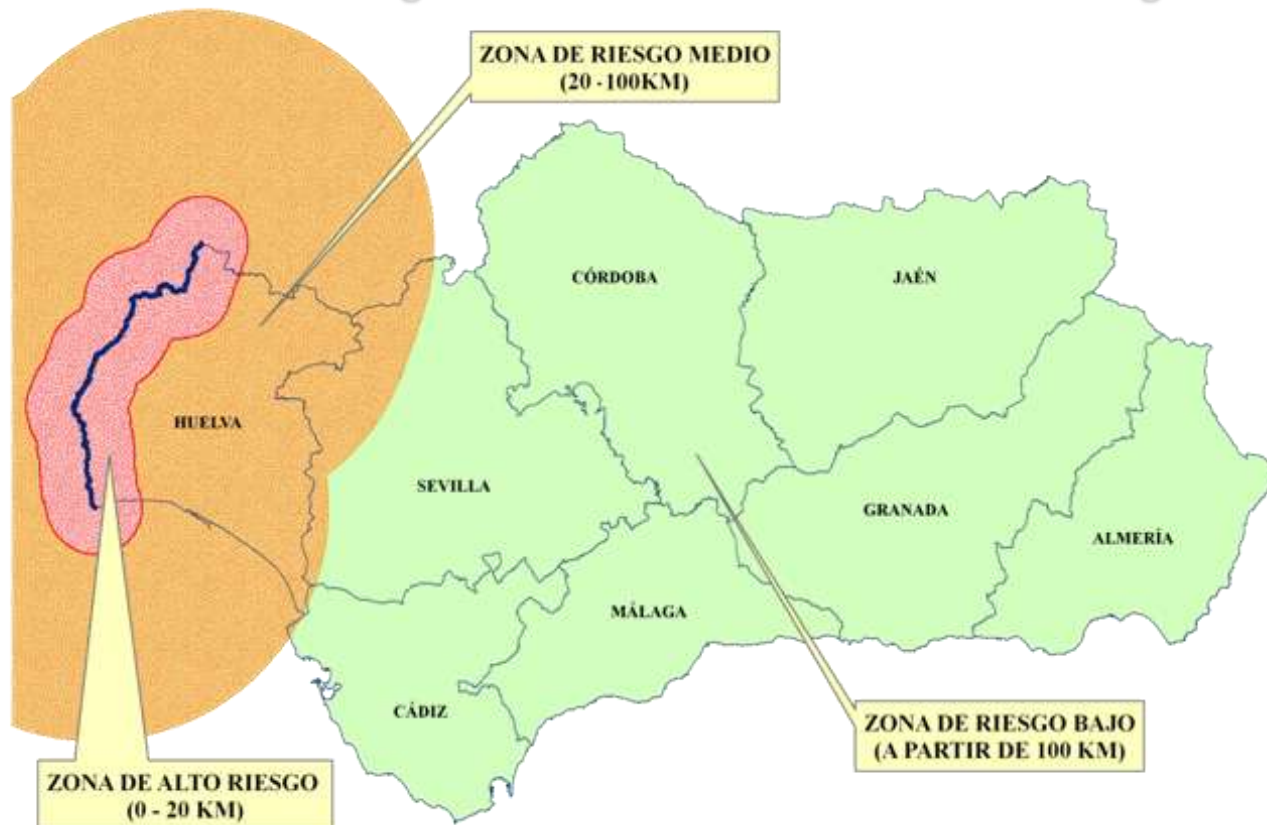 ZONA DE RIESGO MEDIO
(20 -100KM)
CÓRDOBA
JAÉN
HUELVA
SEVILLA
GRANADA
ALMERÍA
MÁLAGA
CÁDIZ
ZONA DE RIESGO BAJO
(A PARTIR DE 100 KM)
ZONA DE ALTO RIESGO
(0 - 20 KM)